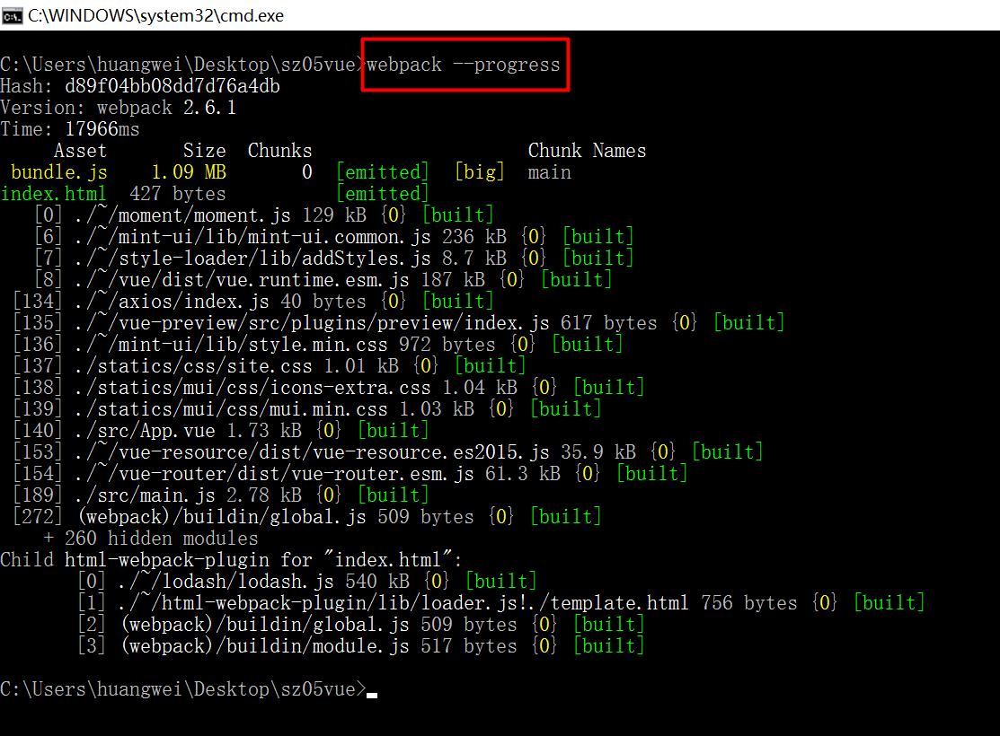 C:\WINDOWS\system32\cmd.exe
C:\Users\huangwei\Desktop\sz05vue>webpack --progress
Hash: d89f04bb08dd7d76a4db
Version: webpack 2.6.1
Time: 17966ms
Asset Size Chunks Chunk Names
bundle.js 1.09 MB 0 [emitted] [big] main
index.html 427 bytes [emitted]
[0] ./~/moment/moment.js 129 kB {0} [built]
[6] ./~/mint-ui/lib/mint-ui.common.js 236 kB {0} [built]
[7] ./~/style-loader/lib/addStyles.js 8.7 kB {0} [built]
[8] ./~/vue/dist/vue.runtime.esm.js 187 kB {0} [built]
[134] ./~/axios/index.js 40 bytes {0} [built]
[135] ./~/vue-preview/src/plugins/preview/index.js 617 bytes {0} [built]
[136] ./~/mint-ui/lib/style.min.css 972 bytes {0} [built]
[137] ./statics/css/site.css 1.01 kB {0} [built]
[138] ./statics/mui/css/icons-extra.css 1.04 kB {0} [built]
[139] ./statics/mui/css/mui.min.css 1.03 kB {0} [built]
[140] ./src/App.vue 1.73 kB {0} [built]
[153] ./~/vue-resource/dist/vue-resource.es2015.js 35.9 kB {0} [built]
[154] ./~/vue-router/dist/vue-router.esm.js 61.3 kB {0} [built]
[189] ./src/main.js 2.78 kB {0} [built]
[272] (webpack)/buildin/global.js 509 bytes {0} [built]
+ 260 hidden modules
Child html-webpack-plugin for "index.html":
[0] ./~/lodash/lodash.js 540 kB {0} [built]
[1] ./~/html-webpack-plugin/lib/loader.js!./template.html 756 bytes {0} [built]
[2] (webpack)/buildin/global.js 509 bytes {0} [built]
[3] (webpack)/buildin/module.js 517 bytes {0} [built]
C:\Users\huangwei\Desktop\sz05vue>